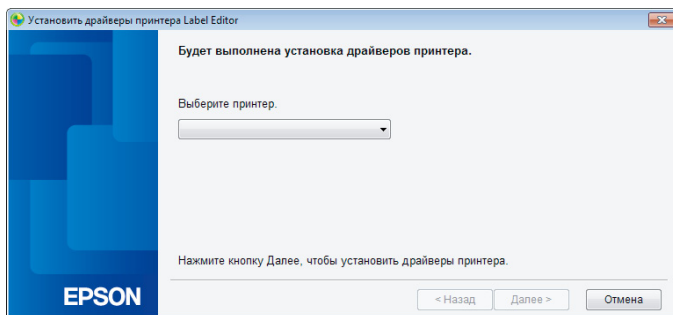 Установить драйверы принтера Label Editor
Будет выполнена установка драйверов принтера.
Выберите принтер.
Нажмите кнопку Далее, чтобы установить драйверы принтера.
EPSON
< Назад
Далее >
Отмена